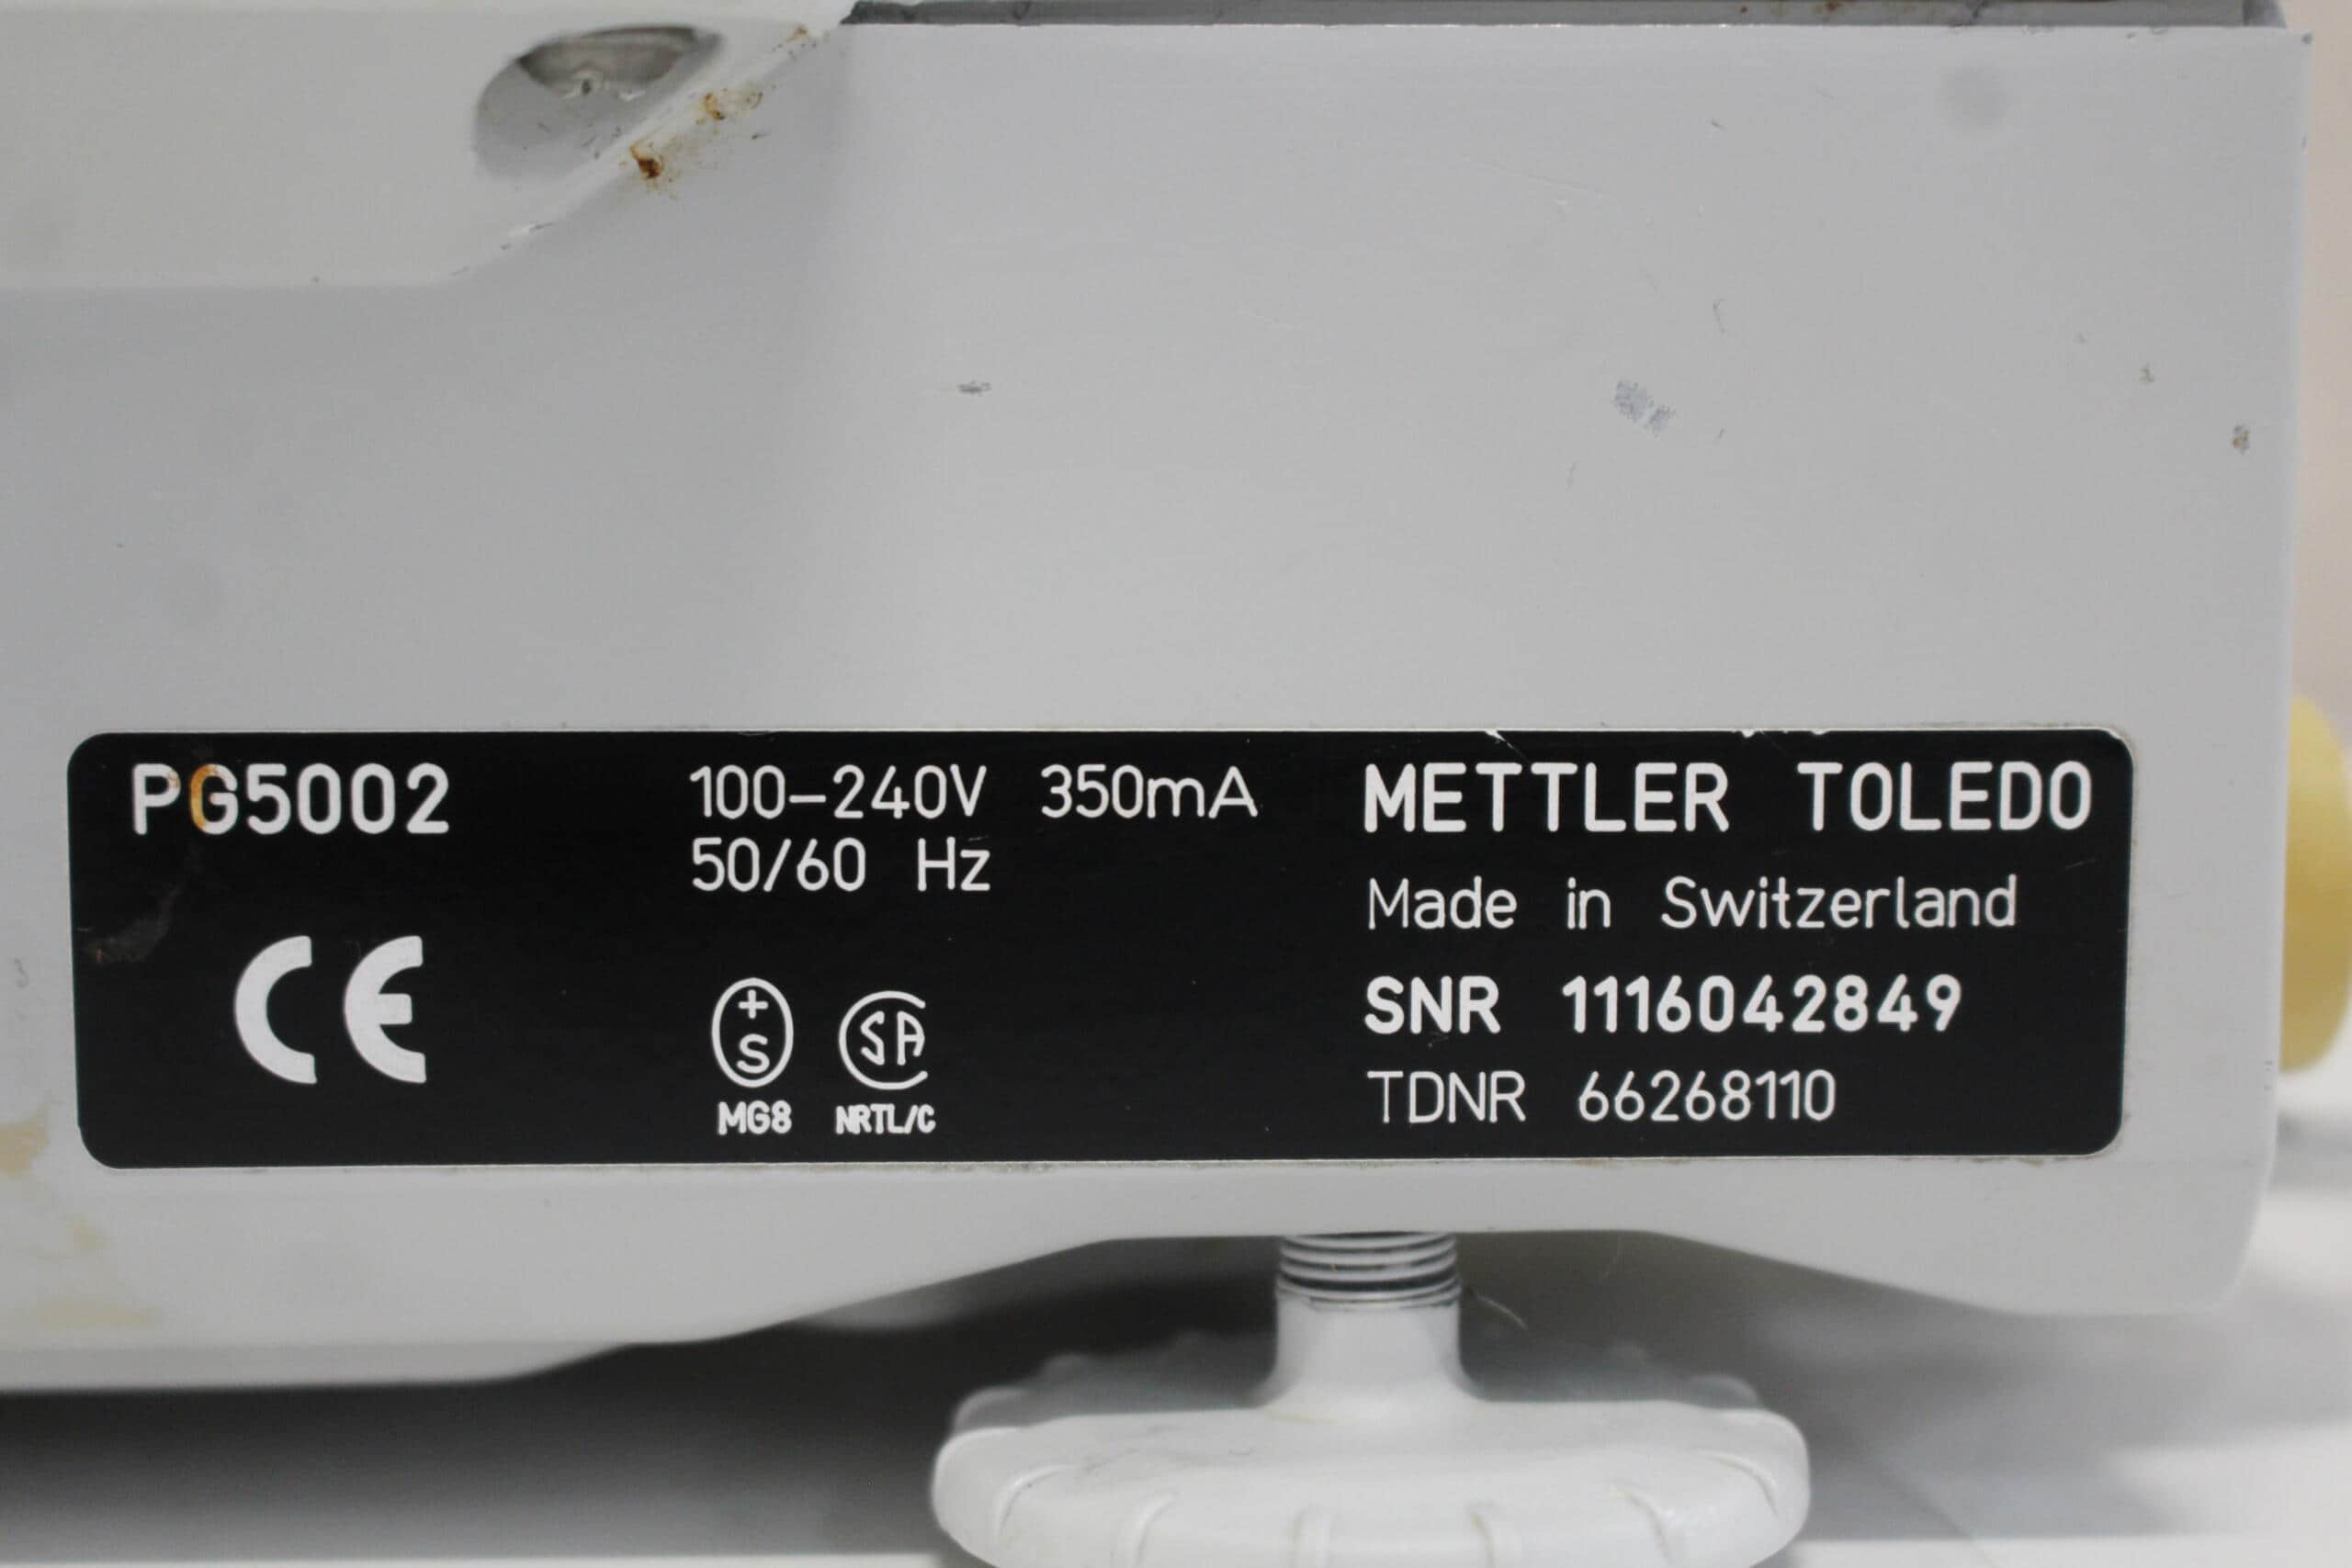 PG5002 100-240V 350mA METTLER TOLEDO
50/60 Hz
Made in Switzerland
CE
+S SA SNR 1116042849
MG8 NRTL/C TDNR 66268110